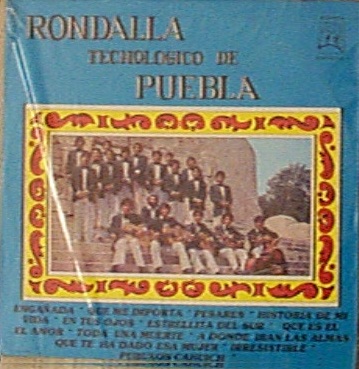 RONDALLA
TECNOLOGICO DE
PUEBLA
ENGAÑADA * QUE ME IMPORTA * PESARES * HISTORIA DE MI
VIDA * EN TUS OJOS * ESTRELLITA DEL SUR * QUE ES EL
EL AMOR * TODA UNA MUERTE * A DONDE IRAN LAS ALMAS
QUE TE HA DADO ESA MUJER * IRRESISTIBLE *